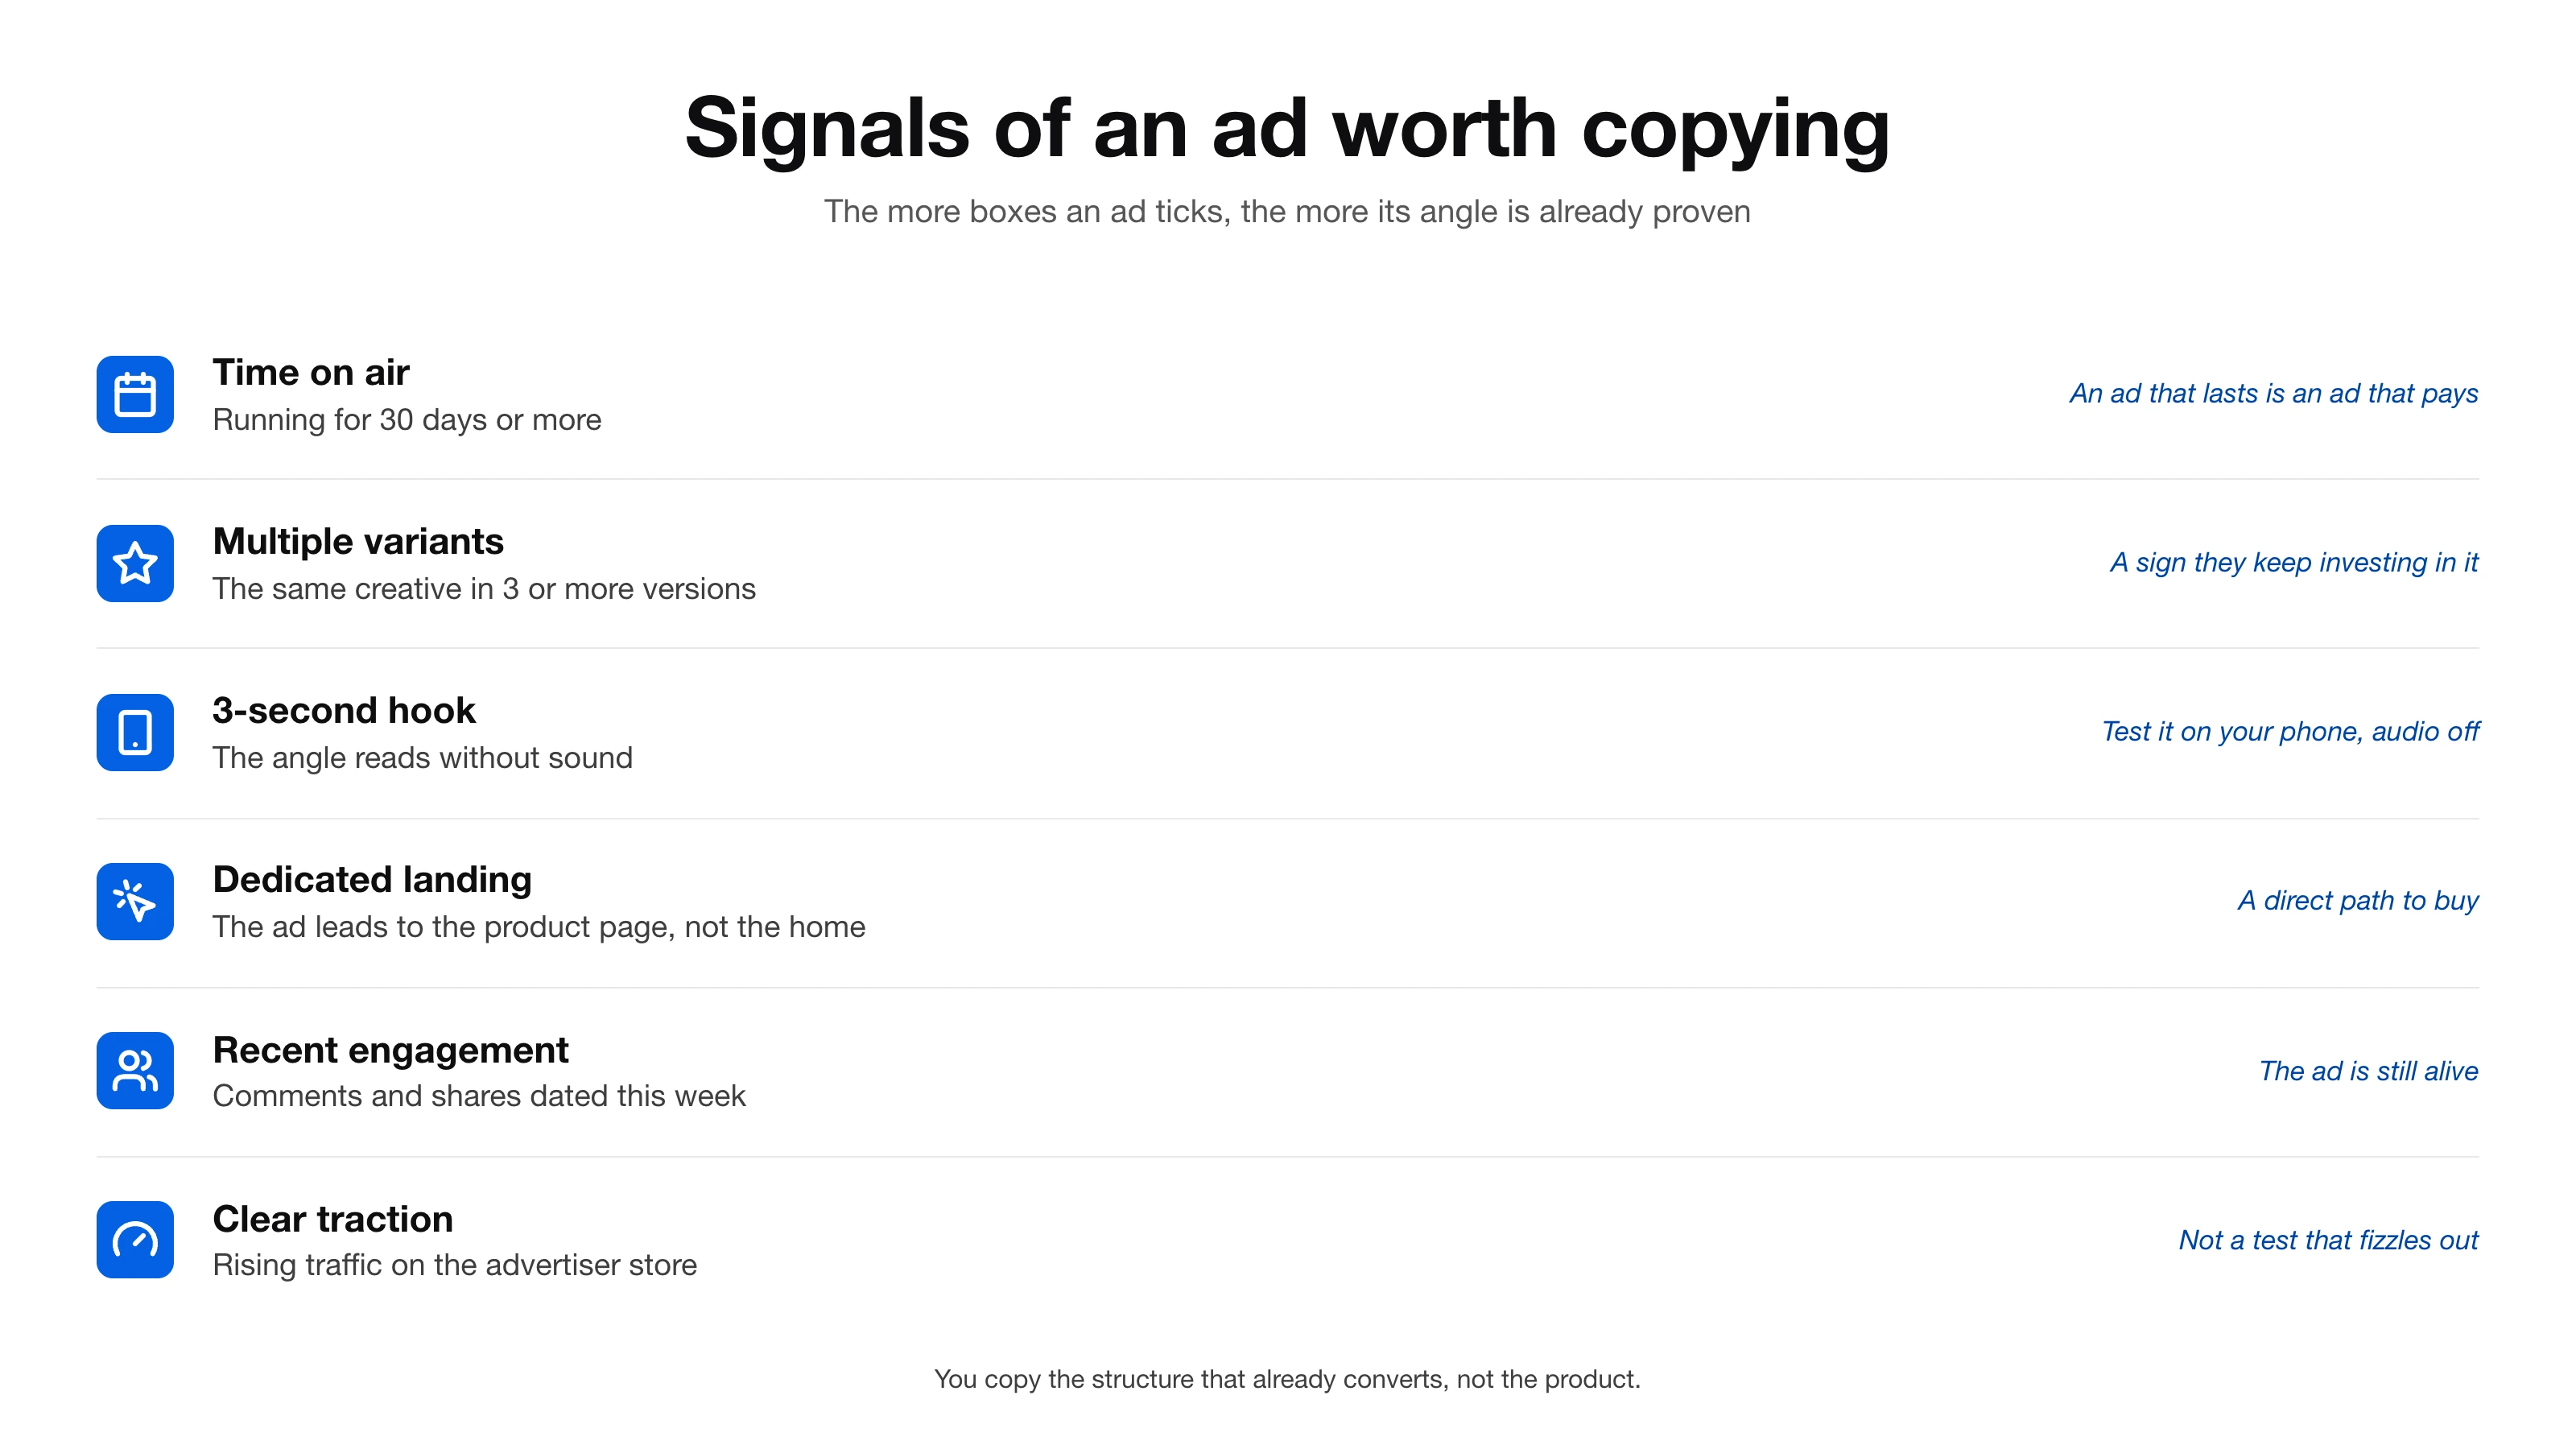 Signals of an ad worth copying
The more boxes an ad ticks, the more its angle is already proven
Time on air
Running for 30 days or more
An ad that lasts is an ad that pays
Multiple variants
The same creative in 3 or more versions
A sign they keep investing in it
3-second hook
The angle reads without sound
Test it on your phone, audio off
Dedicated landing
The ad leads to the product page, not the home
A direct path to buy
Recent engagement
Comments and shares dated this week
The ad is still alive
Clear traction
Rising traffic on the advertiser store
Not a test that fizzles out
You copy the structure that already converts, not the product.